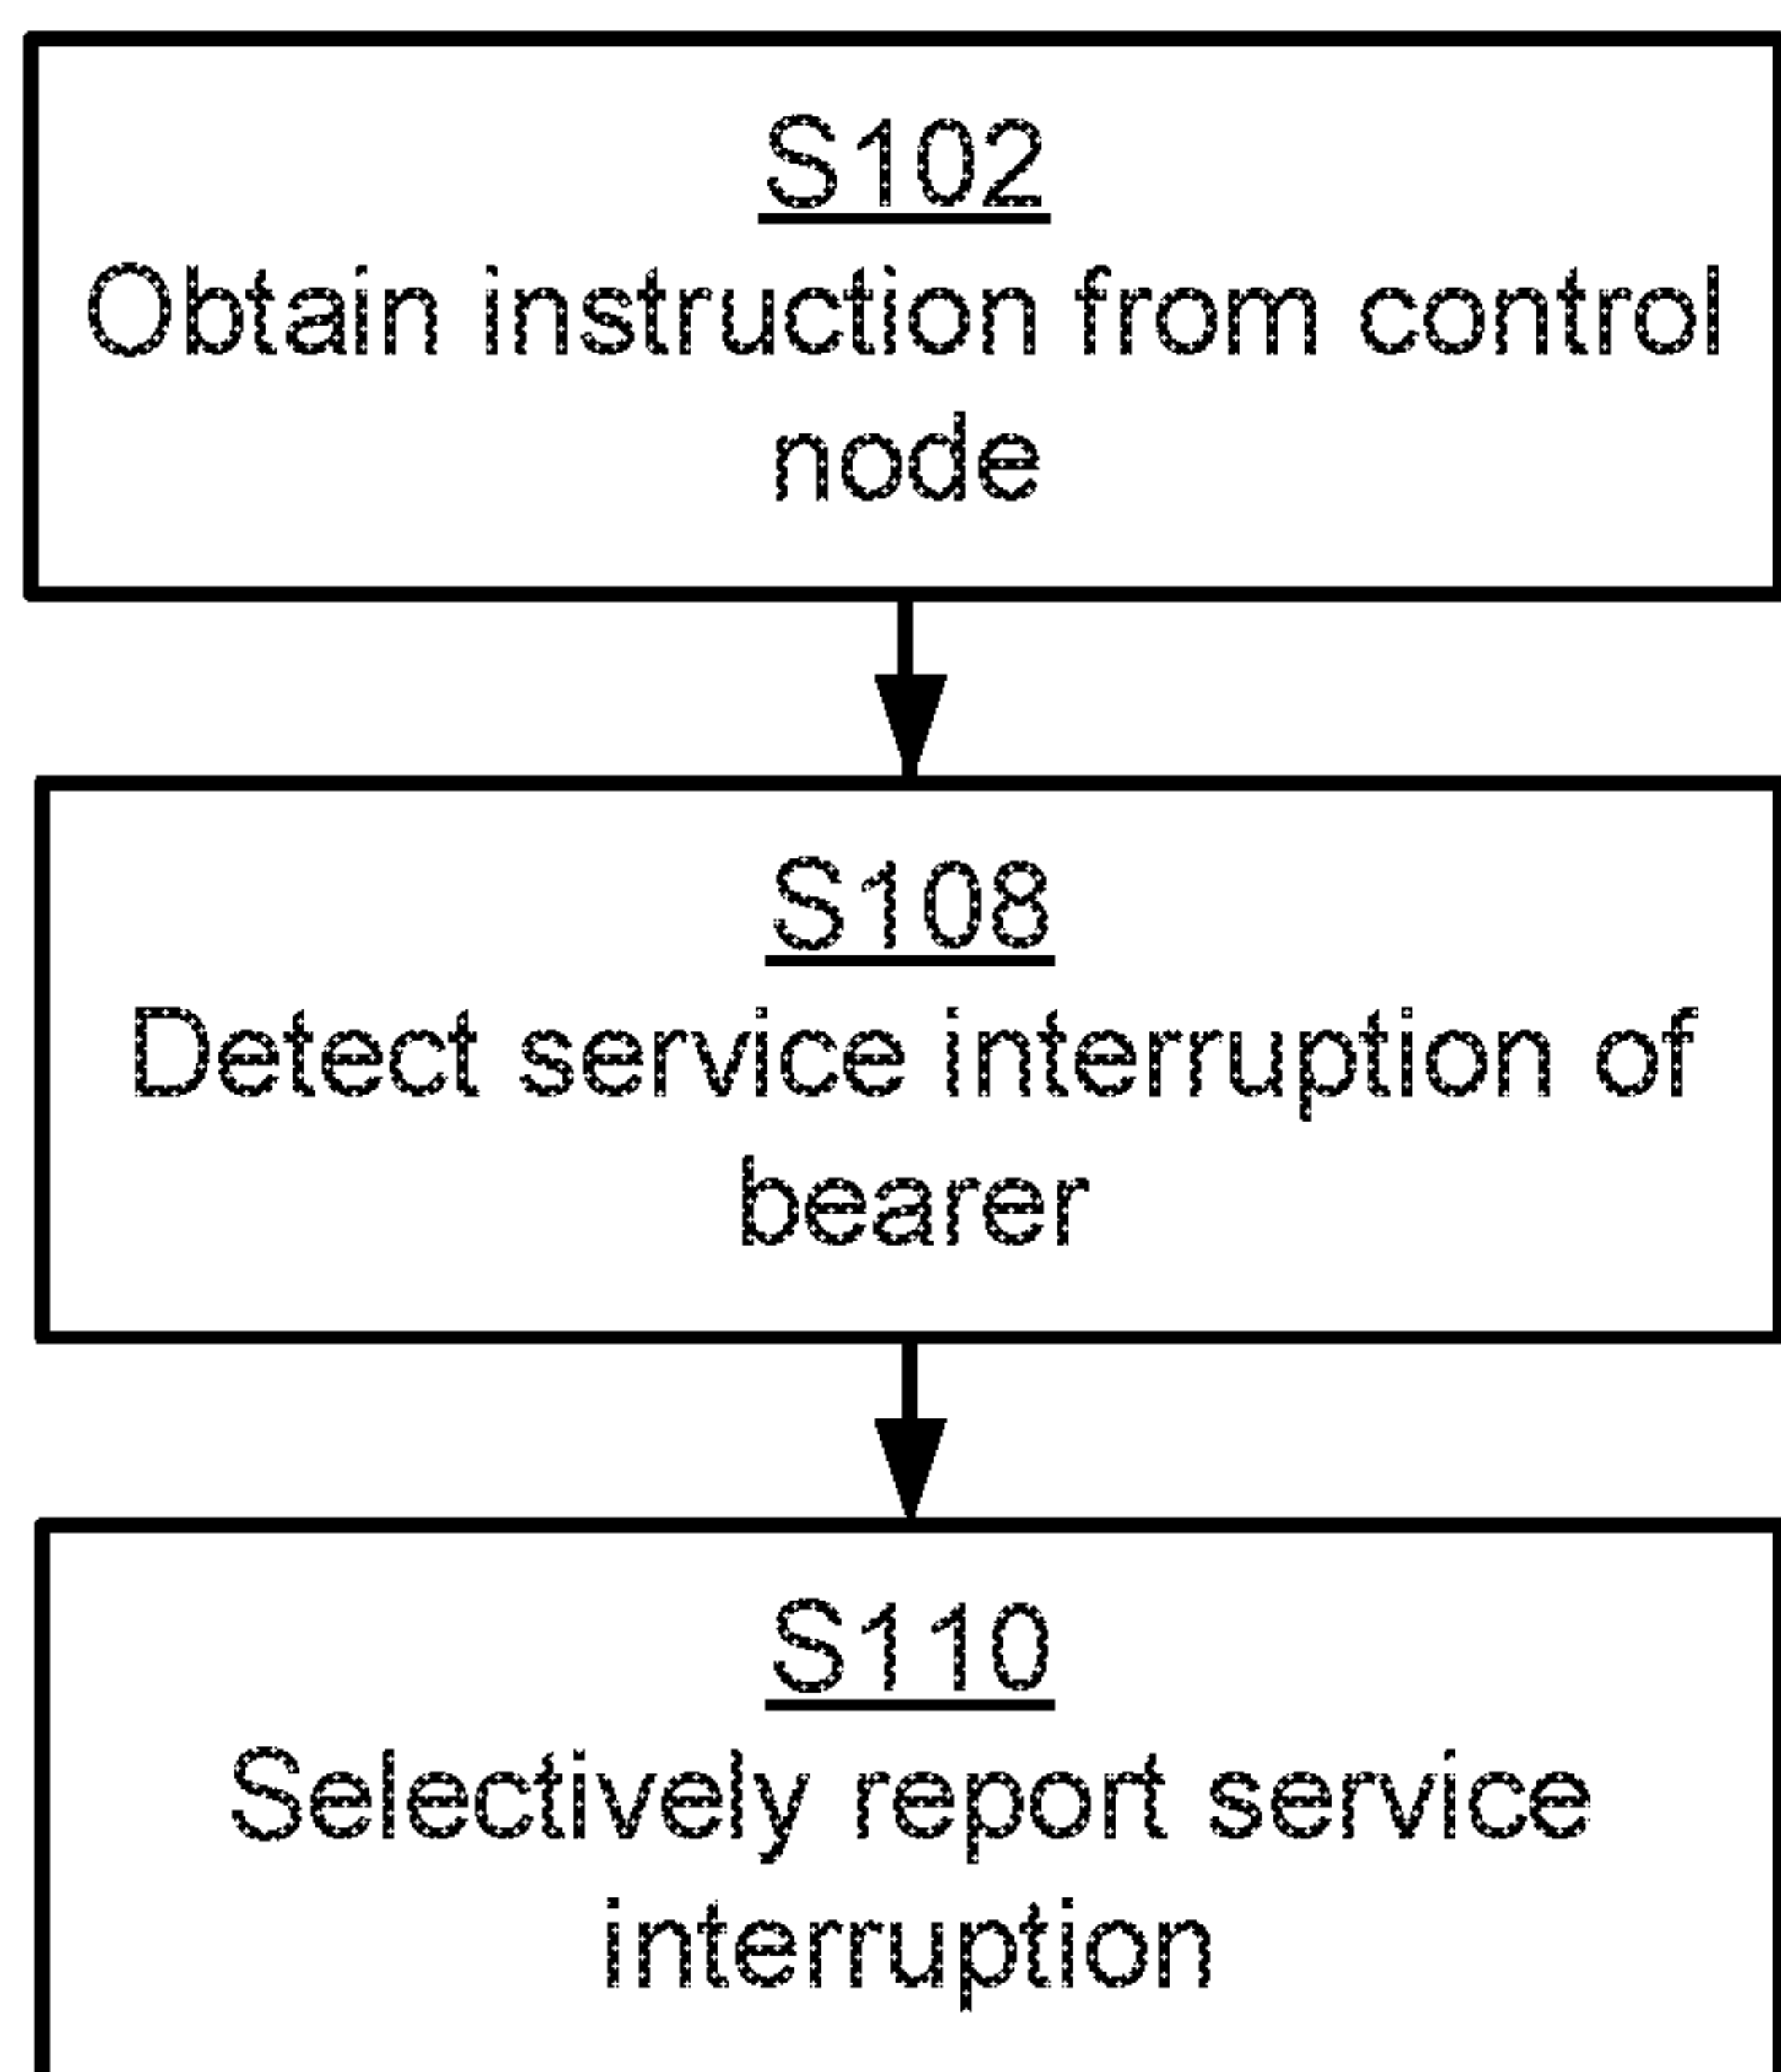 S102
Obtain instruction from control
node
S108
Detect service interruption of
bearer
S110
Selectively report service
interruption